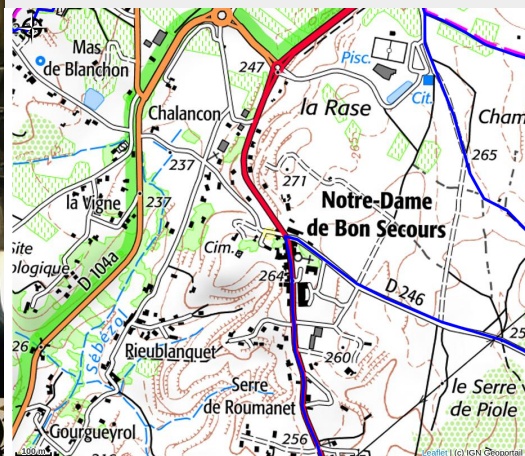 Mas
de Blanchon
247
Pisc.
Cit.
la Rase
Cham
Chalancon
265
265
237
271
la Vigne
237
Notre-Dame
de Bon Secours
Cim.
ologique
264
D 104a
D 246
26
Sébézol
Rieublanquet
260
25
le Serre
de Piole
Serre
de Roumanet
Gourgueyrol
256
100 m
Leaflet | (c) IGN Geoportail